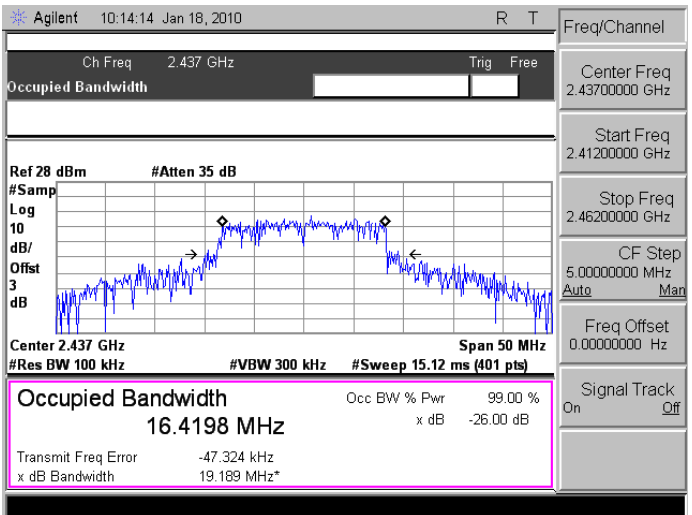 Agilent 10:14:14 Jan 18, 2010 R T
Ch Freq 2.437 GHz Trig Free
Occupied Bandwidth
Ref 28 dBm #Atten 35 dB
#Samp
Log
10
dB/
Offst
3
dB
Center 2.437 GHz Span 50 MHz
#Res BW 100 kHz #VBW 300 kHz #Sweep 15.12 ms (401 pts)
Occupied Bandwidth Occ BW % Pwr 99.00 %
16.4198 MHz x dB -26.00 dB
Transmit Freq Error -47.324 kHz
x dB Bandwidth 19.189 MHz*
Freq/Channel
Center Freq
2.43700000 GHz
Start Freq
2.41200000 GHz
Stop Freq
2.46200000 GHz
CF Step
5.00000000 MHz
Auto Man
Freq Offset
0.00000000 Hz
Signal Track
On Off